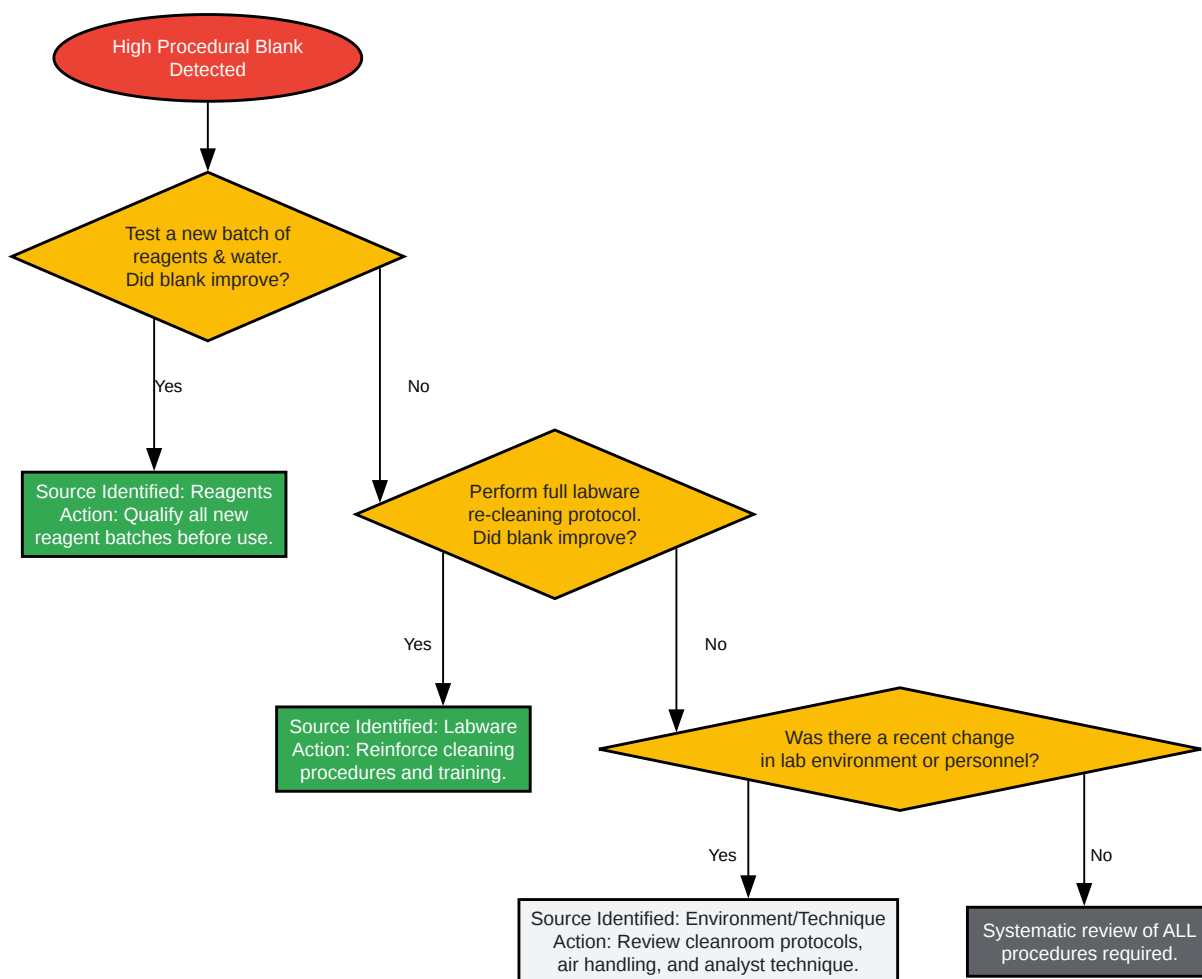 High Procedural Blank
Detected
Test a new batch of
reagents & water.
Did blank improve?
Yes
No
Source Identified: Reagents
Action: Qualify all new
reagent batches before use.
Perform full labware
re-cleaning protocol.
Did blank improve?
Yes
No
Source Identified: Labware
Action: Reinforce cleaning
procedures and training.
Was there a recent change
in lab environment or personnel?
Yes
No
Source Identified: Environment/Technique
Action: Review cleanroom protocols,
air handling, and analyst technique.
Systematic review of ALL
procedures required.